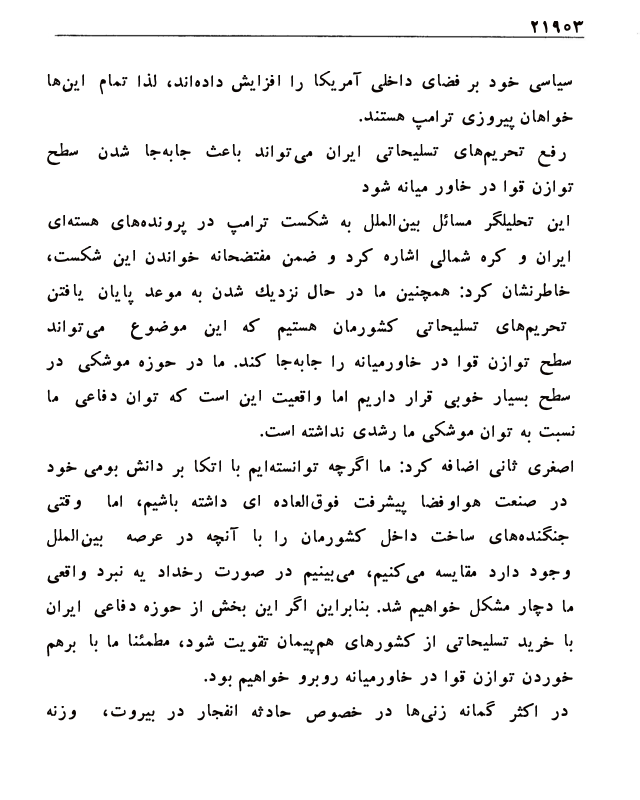 ۲۱۹۰۳
سیاسی خود بر فضای داخلی آمریکا را افزایش داده‌اند، لذا تمام این‌ها
خواهان پیروزی ترامپ هستند.
رفع تحریم‌های تسلیحاتی ایران می‌تواند باعث جابه‌جا شدن سطح
توازن قوا در خاور میانه شود
این تحلیلگر مسائل بین‌الملل به شکست ترامپ در پرونده‌های هسته‌ای
ایران و کره شمالی اشاره کرد و ضمن مفتضحانه خواندن این شکست،
خاطرنشان کرد: همچنین ما در حال نزدیك شدن به موعد پایان یافتن
تحریم‌های تسلیحاتی کشورمان هستیم که این موضوع می‌تواند
سطح توازن قوا در خاورمیانه را جابه‌جا کند. ما در حوزه موشکی در
سطح بسیار خوبی قرار داریم اما واقعیت این است که توان دفاعی ما
نسبت به توان موشکی ما رشدی نداشته است.
اصغری ثانی اضافه کرد: ما اگرچه توانسته‌ایم با اتکا بر دانش بومی خود
در صنعت هوافضا پیشرفت فوق‌العاده ای داشته باشیم، اما وقتی
جنگنده‌های ساخت داخل کشورمان را با آنچه در عرصه بین‌الملل
وجود دارد مقایسه می‌کنیم، می‌بینیم در صورت رخداد یه نبرد واقعی
ما دچار مشکل خواهیم شد. بنابراین اگر این بخش از حوزه دفاعی ایران
با خرید تسلیحاتی از کشورهای هم‌پیمان تقویت شود، مطمئنا ما با برهم
خوردن توازن قوا در خاورمیانه روبرو خواهیم بود.
در اکثر گمانه زنی‌ها در خصوص حادثه انفجار در بیروت، وزنه